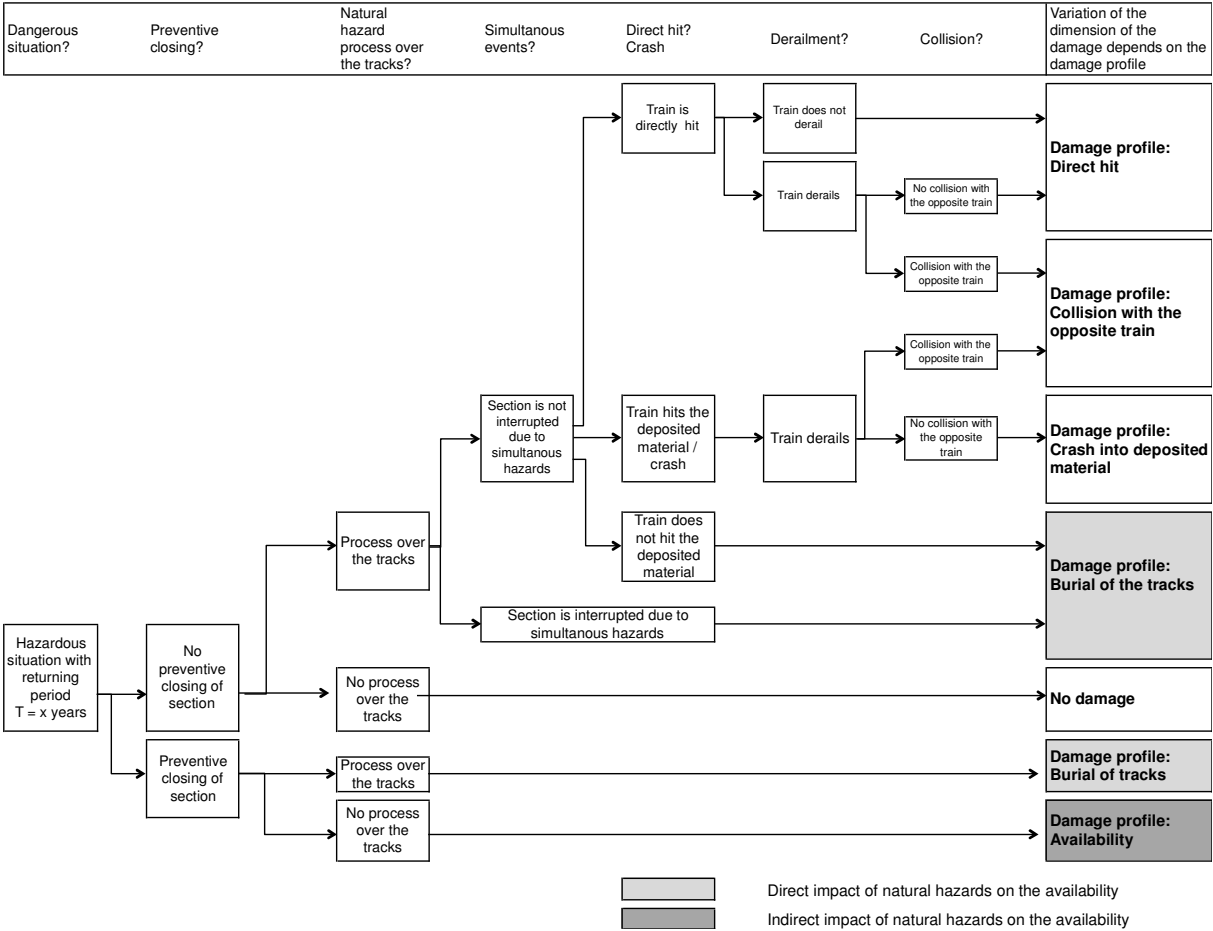 Dangerous
situation?
Preventive
closing?
Natural
hazard
process over
the tracks?
Simultanous
events?
Direct hit?
Crash
Derailment?
Collision?
Variation of the
dimension of the
damage depends on the
damage profile
Train is
directly hit
Train does not
derail
Damage profile:
Direct hit
Train derails
No collision with
the opposite train
Collision with the
opposite train
Damage profile:
Collision with the
opposite train
Collision with the
opposite train
Section is not
interrupted
due to
simultanous
hazards
Train hits the
deposited
material /
crash
Train derails
No collision with
the opposite
train
Damage profile:
Crash into deposited
material
Process over
the tracks
Train does
not hit the
deposited
material
Damage profile:
Burial of the tracks
Section is interrupted due to
simultanous hazards
Hazardous
situation with
returning
period
T = x years
No
preventive
closing of
section
No process
over the
tracks
No damage
Preventive
closing of
section
Process over
the tracks
Damage profile:
Burial of tracks
No process
over the
tracks
Damage profile:
Availability
Direct impact of natural hazards on the availability
Indirect impact of natural hazards on the availability